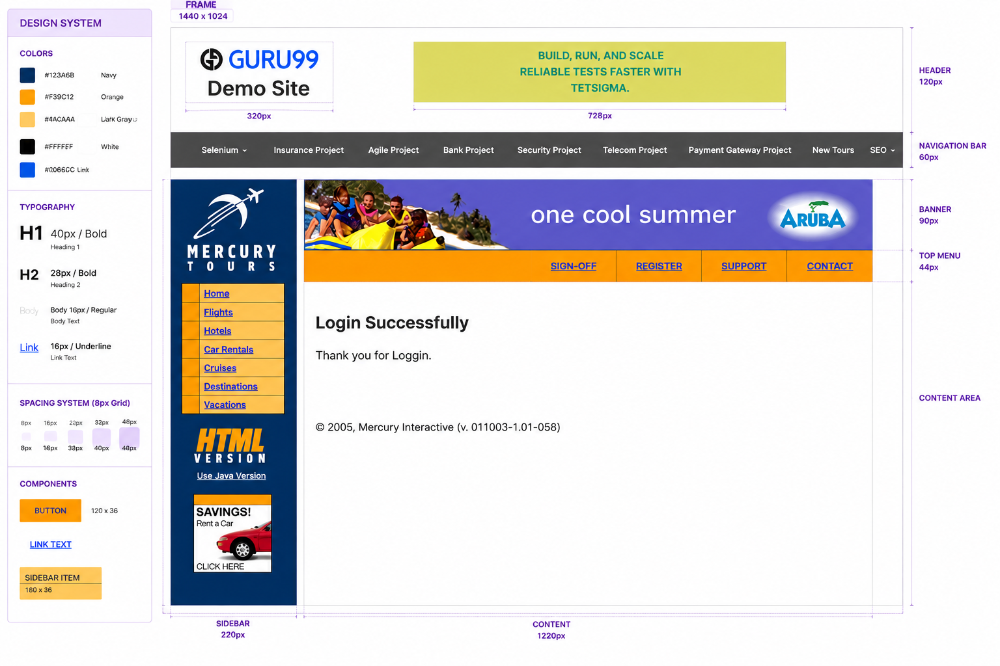 DESIGN SYSTEM
COLORS
#123A6B Navy
#F39C12 Orange
#4ACAAA Gray
#FFFFFF White
#0066CC Link
TYPOGRAPHY
H1 40px / Bold
Heading 1
H2 28px / Bold
Heading 2
Body Body 16px / Regular
Body Text
Link 16px / Underline
Link Text
SPACING SYSTEM (8px Grid)
8px 16px 23px 32px 48px
8px 16px 33px 40px 48px
COMPONENTS
BUTTON 120 x 36
LINK TEXT
SIDEBAR ITEM
180 x 36
FRAME
1440 x 1024
GURU99
Demo Site
320px
BUILD, RUN, AND SCALE
RELIABLE TESTS FASTER WITH
TETSIGMA.
728px
Selenium Insurance Project Agile Project Bank Project Security Project Telecom Project Payment Gateway Project New Tours SEO
MERCURY
TOURS
Home
Flights
Hotels
Car Rentals
Cruises
Destinations
Vacations
HTML
VERSION
Use Java Version
SAVINGS!
Rent a Car
CLICK HERE
one cool summer
ARUBA
SIGN-OFF REGISTER SUPPORT CONTACT
Login Successfully
Thank you for Loggin.
© 2005, Mercury Interactive (v. 011003-1.01-058)
SIDEBAR
220px
CONTENT
1220px
HEADER
120px
NAVIGATION BAR
60px
BANNER
90px
TOP MENU
44px
CONTENT AREA